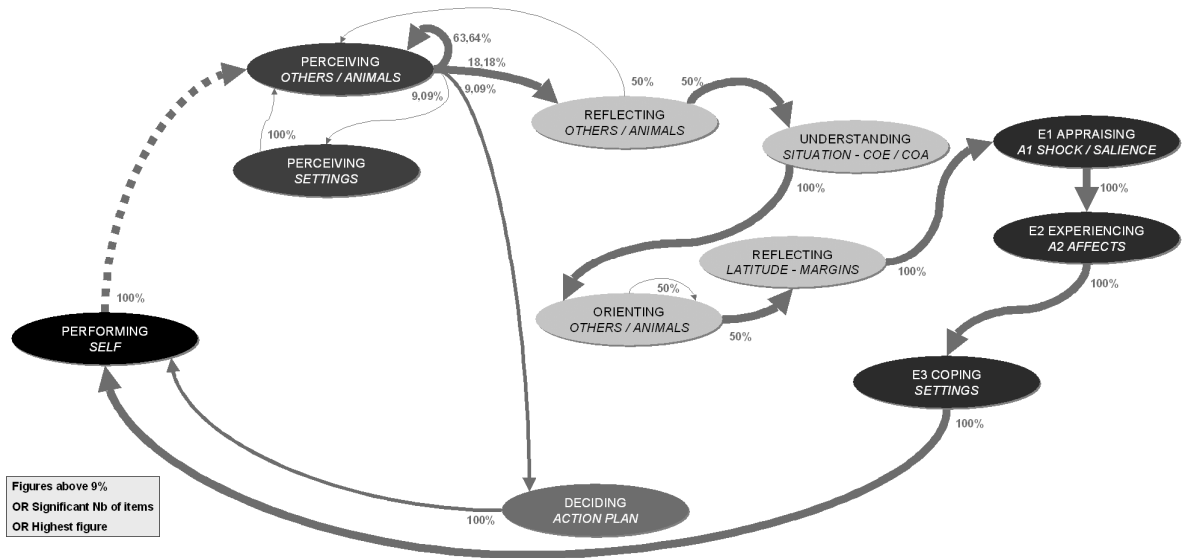 63,64%
PERCEIVING
OTHERS / ANIMALS
18,18%
9,09%
9,09%
50%
50%
REFLECTING
OTHERS / ANIMALS
100%
PERCEIVING
SETTINGS
UNDERSTANDING
SITUATION - COE / COA
100%
E1 APPRAISING
A1 SHOCK / SALIENCE
100%
E2 EXPERIENCING
A2 AFFECTS
100%
REFLECTING
LATITUDE - MARGINS
100%
50%
ORIENTING
OTHERS / ANIMALS
50%
100%
PERFORMING
SELF
E3 COPING
SETTINGS
100%
DECIDING
ACTION PLAN
100%
Figures above 9%
OR Significant Nb of items
OR Highest figure